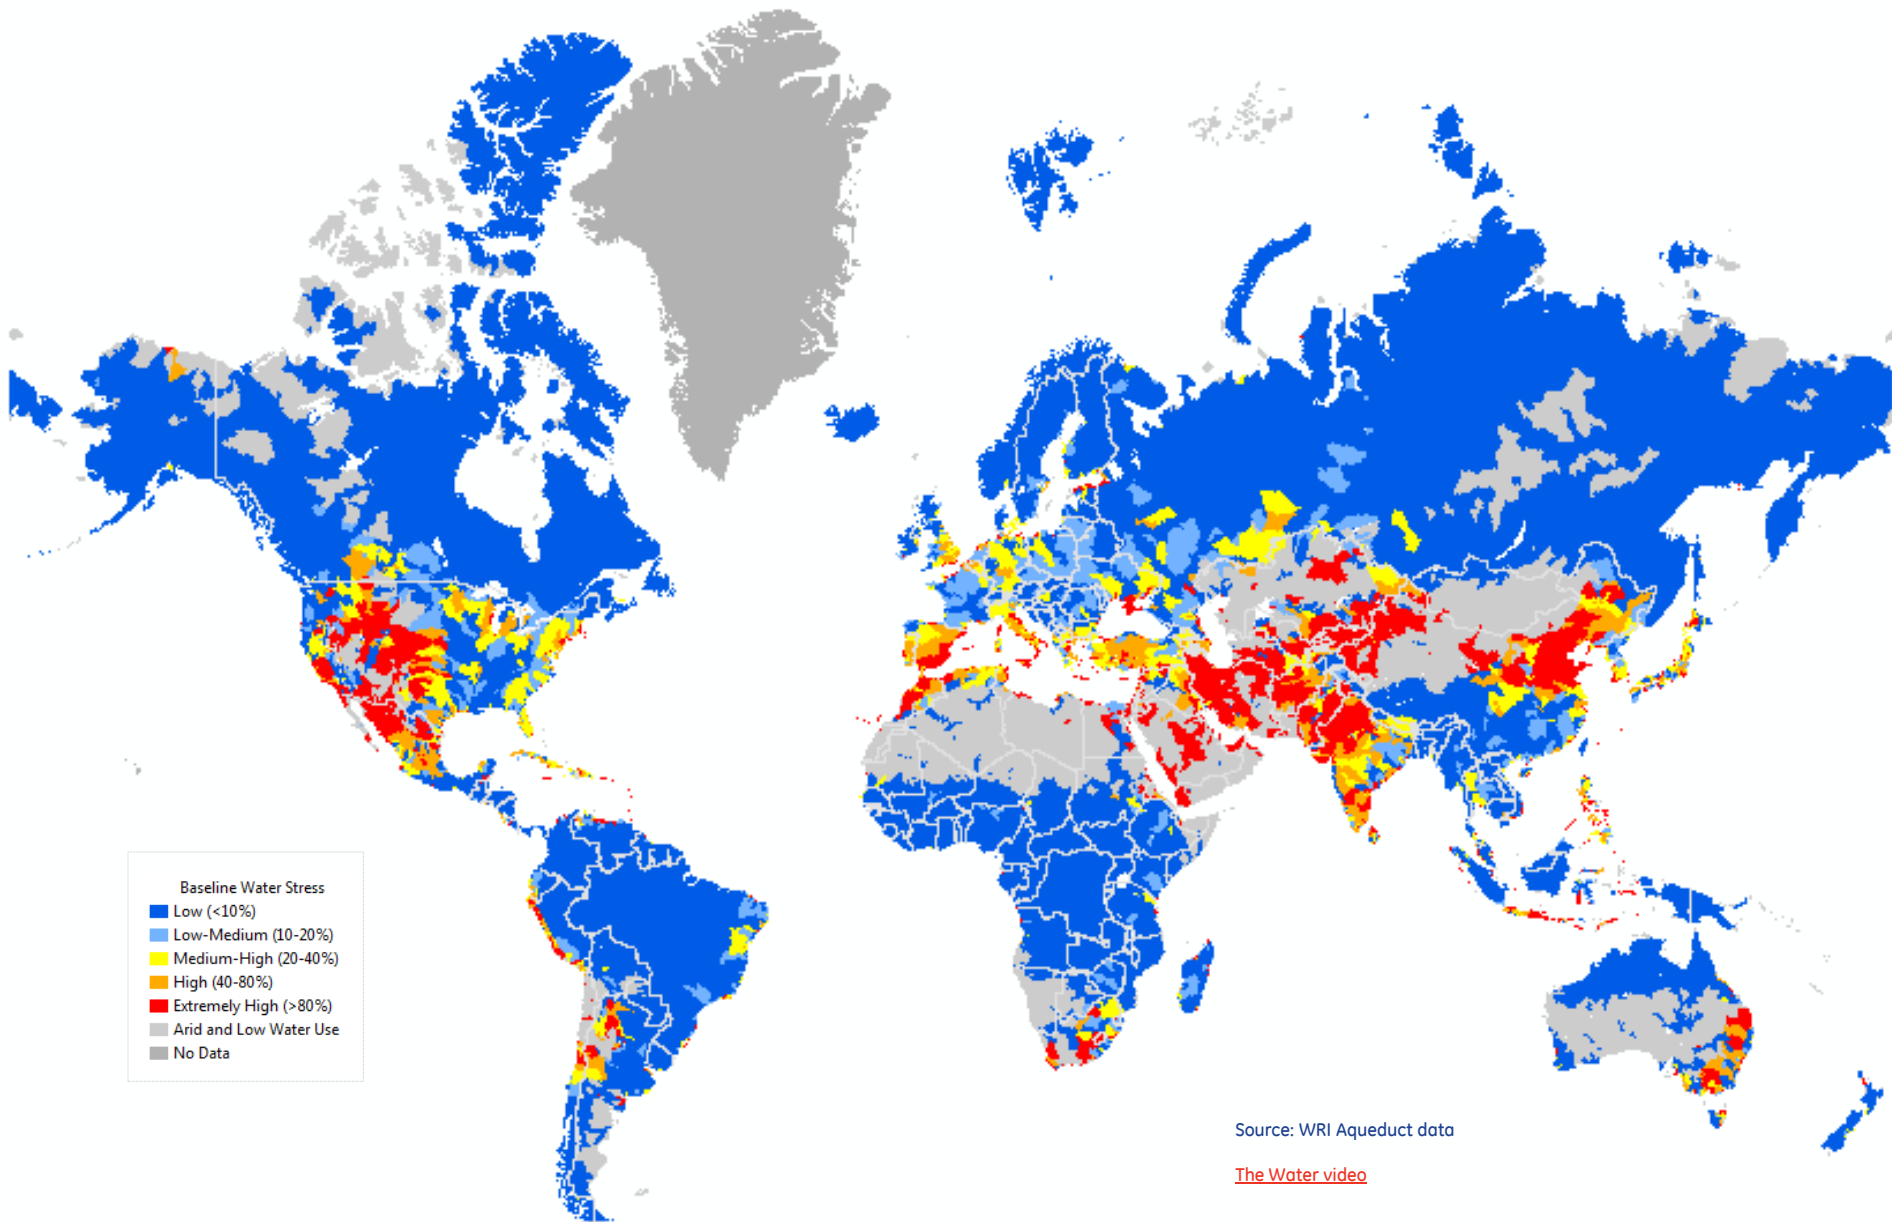 Baseline Water Stress
Low (<10%)
Low-Medium (10-20%)
Medium-High (20-40%)
High (40-80%)
Extremely High (>80%)
Arid and Low Water Use
No Data
Source: WRI Aqueduct data
The Water video